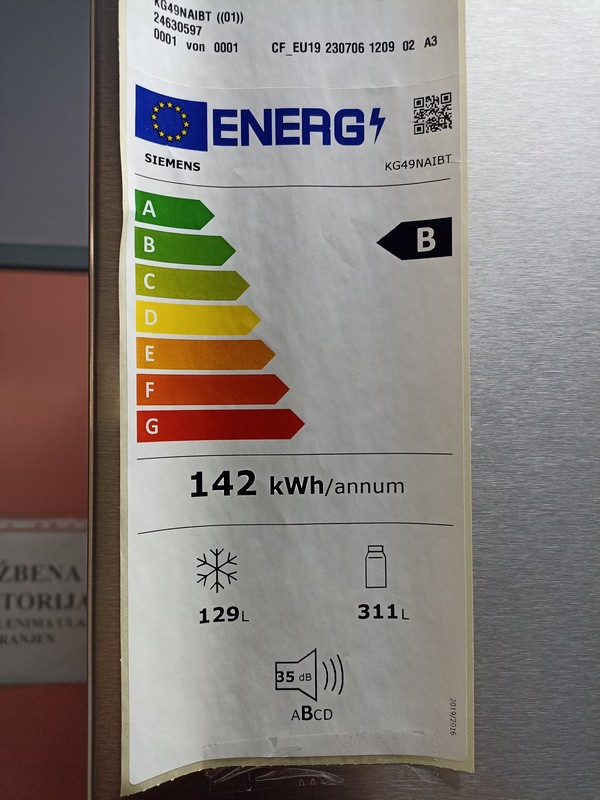 KG49NAIBT ((01))
24630597
0001 von 0001 CF_EU19 230706 1209 02 A3
ENERG
SIEMENS KG49NAIBT
A
B B
C
D
E
F
G
142 kWh/annum
129L 311L
35 dB
ABCD
2019/2016
ŽBENA
TORIJA
LENIMA ULA
RANJEN